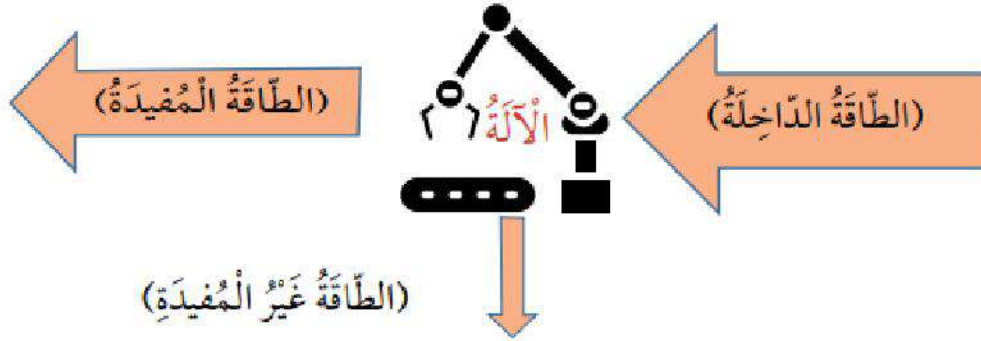 (الطّاقَةُ الدّاخِلَةُ)
الْآلَةُ
(الطّاقَةُ الْمُفيدَةُ)
(الطّاقَةُ غَيْرُ الْمُفيدَةِ)